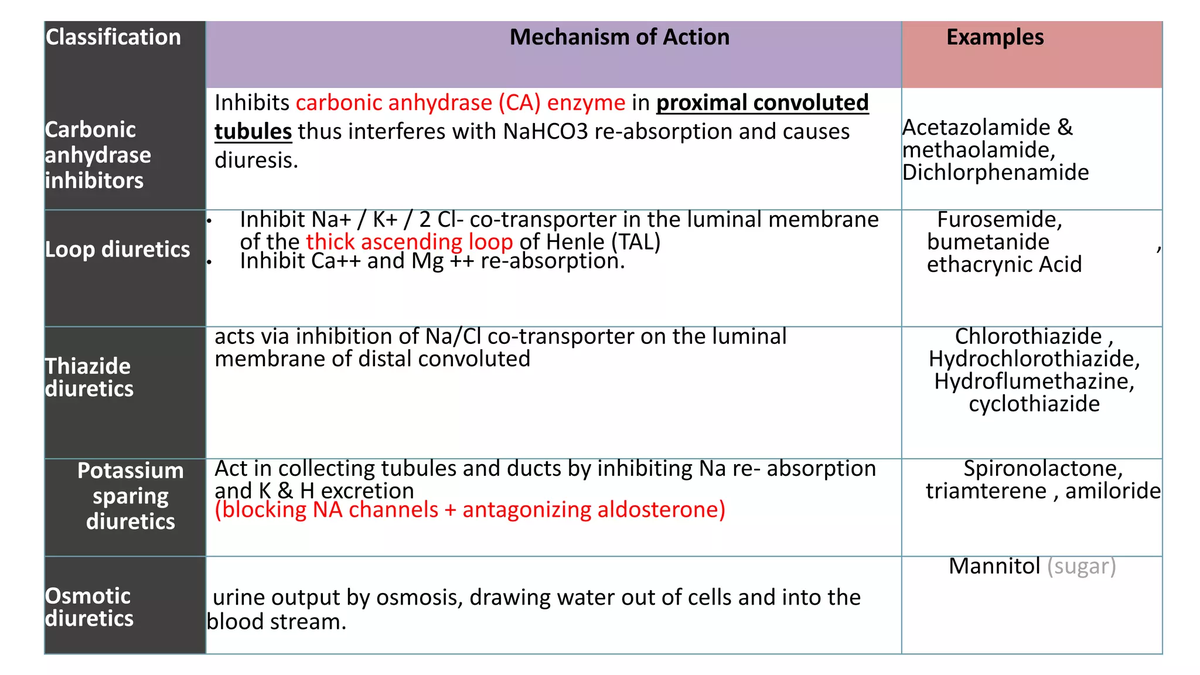 Classification
Mechanism of Action
Examples
Carbonic
anhydrase
inhibitors
Inhibits carbonic anhydrase (CA) enzyme in proximal convoluted
tubules thus interferes with NaHCO3 re-absorption and causes
diuresis.
Acetazolamide &
methaolamide,
Dichlorphenamide
Loop diuretics
• Inhibit Na+ / K+ / 2 Cl- co-transporter in the luminal membrane
of the thick ascending loop of Henle (TAL)
• Inhibit Ca++ and Mg ++ re-absorption.
Furosemide,
bumetanide ,
ethacrynic Acid
Thiazide
diuretics
acts via inhibition of Na/Cl co-transporter on the luminal
membrane of distal convoluted
Chlorothiazide ,
Hydrochlorothiazide,
Hydroflumethazine,
cyclothiazide
Potassium
sparing
diuretics
Act in collecting tubules and ducts by inhibiting Na re- absorption
and K & H excretion
(blocking NA channels + antagonizing aldosterone)
Spironolactone,
triamterene , amiloride
Osmotic
diuretics
urine output by osmosis, drawing water out of cells and into the
blood stream.
Mannitol (sugar)